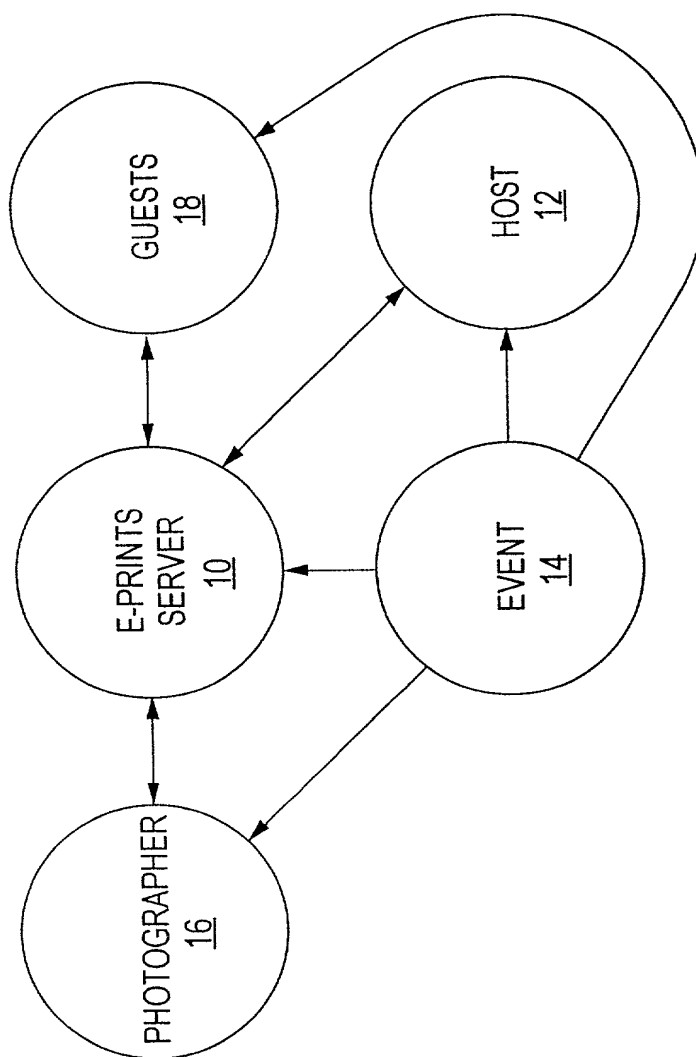 PHOTOGRAPHER
16
E-PRINTS
SERVER
10
GUESTS
18
EVENT
14
HOST
12